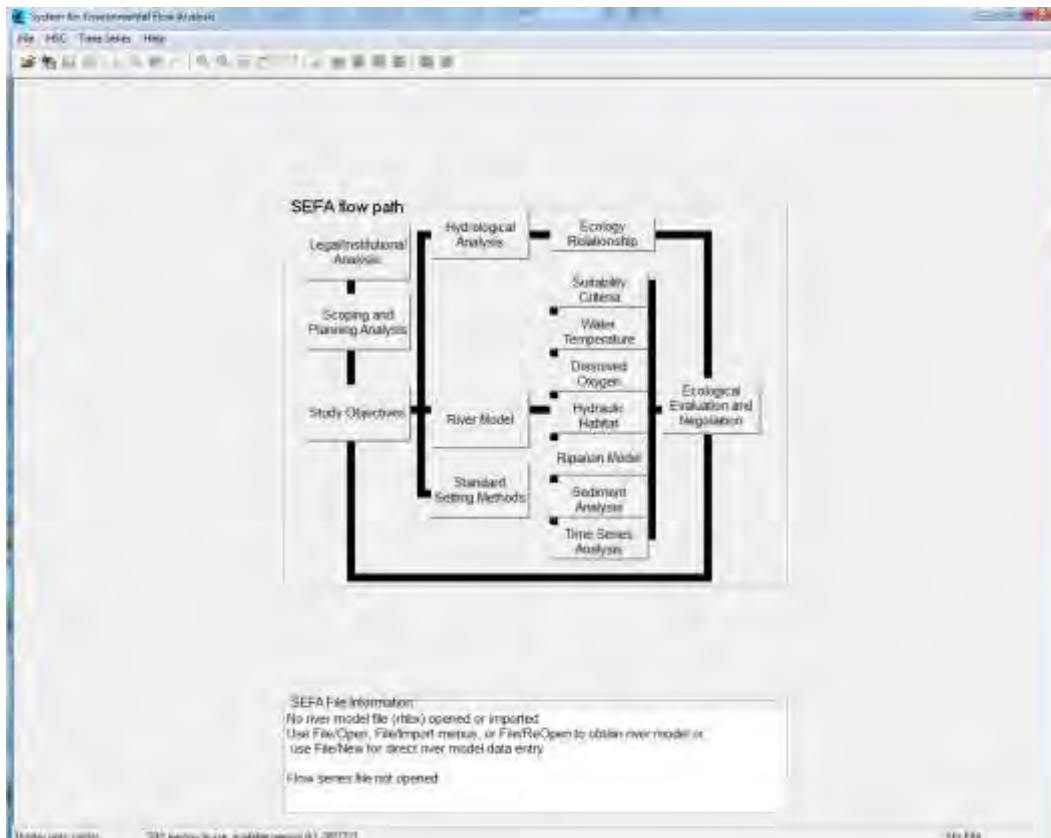 System for Environmental Flow Analysis
File HSC Time Series Help
SEFA flow path
Legal/Institutional
Analysis
Scoping and
Planning Analysis
Study Objectives
Hydrological
Analysis
River Model
Standard
Setting Methods
Ecology
Relationship
Suitability
Criteria
Water
Temperature
Dissolved
Oxygen
Hydraulic
Habitat
Riparian Model
Sediment
Analysis
Time Series
Analysis
Ecological
Evaluation and
Negotiation
SEFA File Information
No river model file (rhbx) opened or imported
Use File/Open, File/Import menus, or File/ReOpen to obtain river model or
use File/New for direct river model data entry
Flow series file not opened
No File